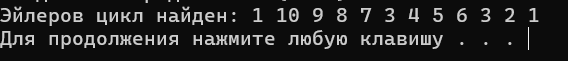 Эйлеров цикл найден: 1 10 9 8 7 3 4 5 6 3 2 1
Для продолжения нажмите любую клавишу . . .